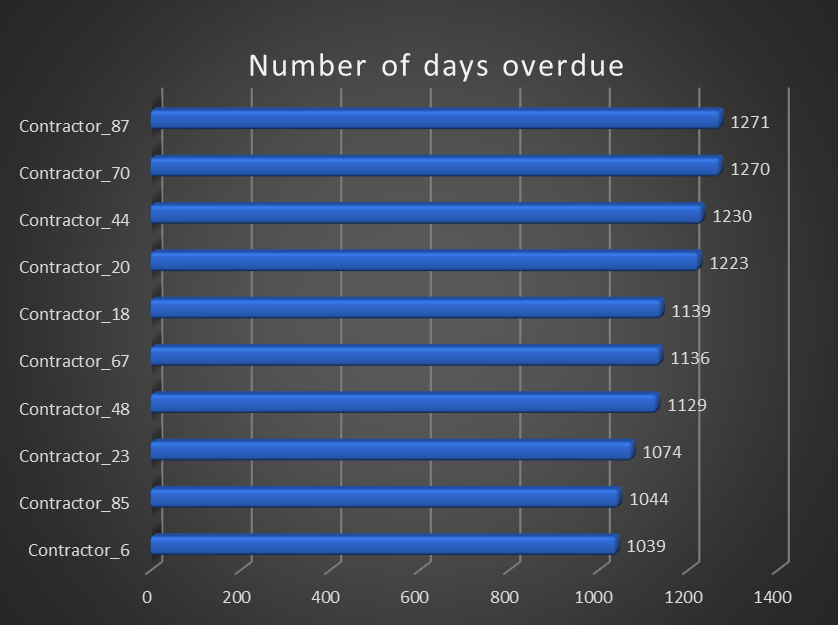 Number of days overdue
Contractor_87 1271
Contractor_70 1270
Contractor_44 1230
Contractor_20 1223
Contractor_18 1139
Contractor_67 1136
Contractor_48 1129
Contractor_23 1074
Contractor_85 1044
Contractor_6 1039
0 200 400 600 800 1000 1200 1400